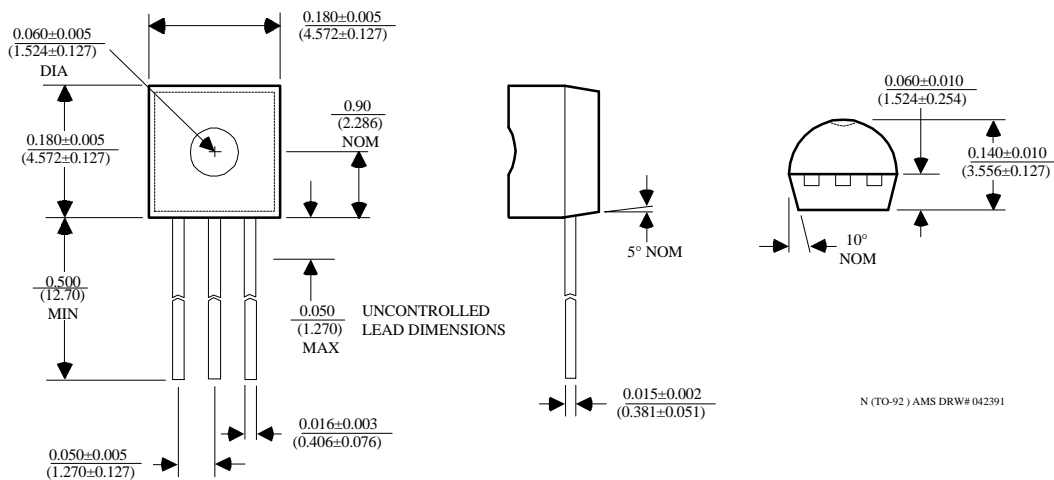 0.180±0.005
(4.572±0.127)
0.060±0.005
(1.524±0.127)
DIA
0.90
(2.286)
NOM
0.180±0.005
(4.572±0.127)
0.060±0.010
(1.524±0.254)
0.140±0.010
(3.556±0.127)
5° NOM
10°
NOM
0.500
(12.70)
MIN
0.050
(1.270)
MAX
UNCONTROLLED
LEAD DIMENSIONS
0.015±0.002
(0.381±0.051)
N (TO-92 ) AMS DRW# 042391
0.016±0.003
(0.406±0.076)
0.050±0.005
(1.270±0.127)